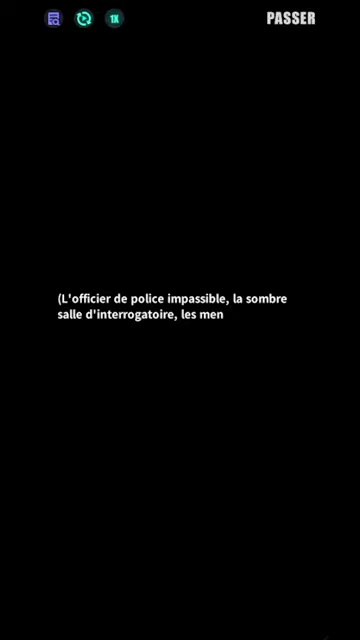 1X
PASSER
(L'officier de police impassible, la sombre
salle d'interrogatoire, les men